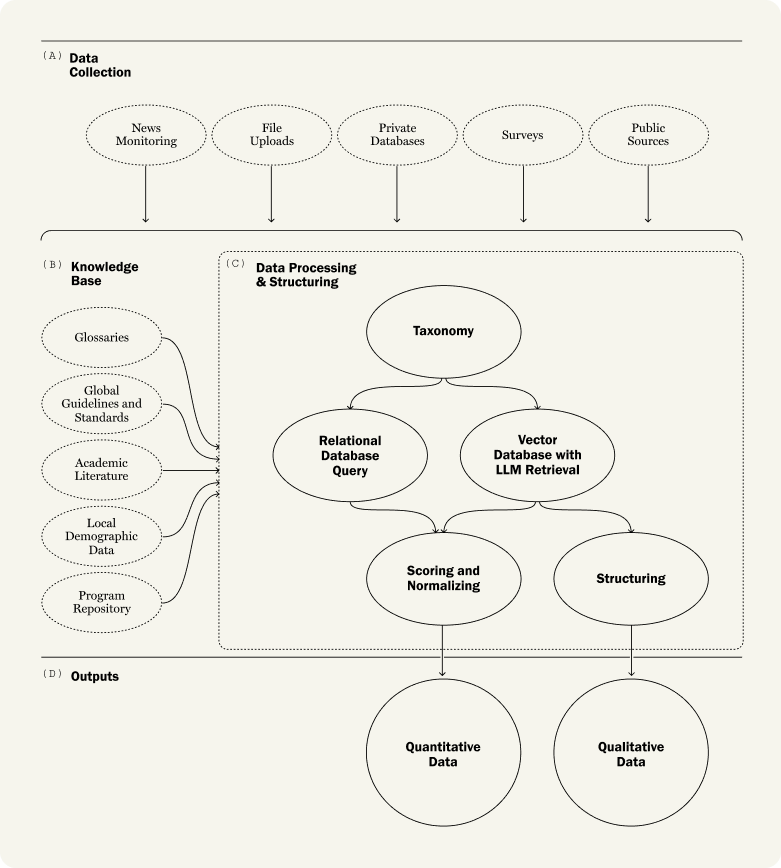 (A) Data
Collection
News
Monitoring
File
Uploads
Private
Databases
Surveys
Public
Sources
(B) Knowledge
Base
Glossaries
Global
Guidelines and
Standards
Academic
Literature
Local
Demographic
Data
Program
Repository
(C) Data Processing
& Structuring
Taxonomy
Relational
Database
Query
Vector
Database with
LLM Retrieval
Scoring and
Normalizing
Structuring
(D) Outputs
Quantitative
Data
Qualitative
Data